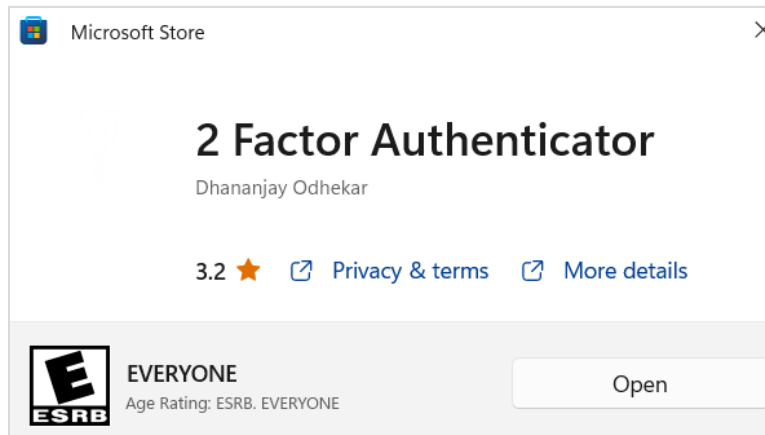 Microsoft Store
2 Factor Authenticator
Dhananjay Odhekar
3.2 Privacy & terms More details
E
ESRB
EVERYONE
Age Rating: ESRB. EVERYONE
Open